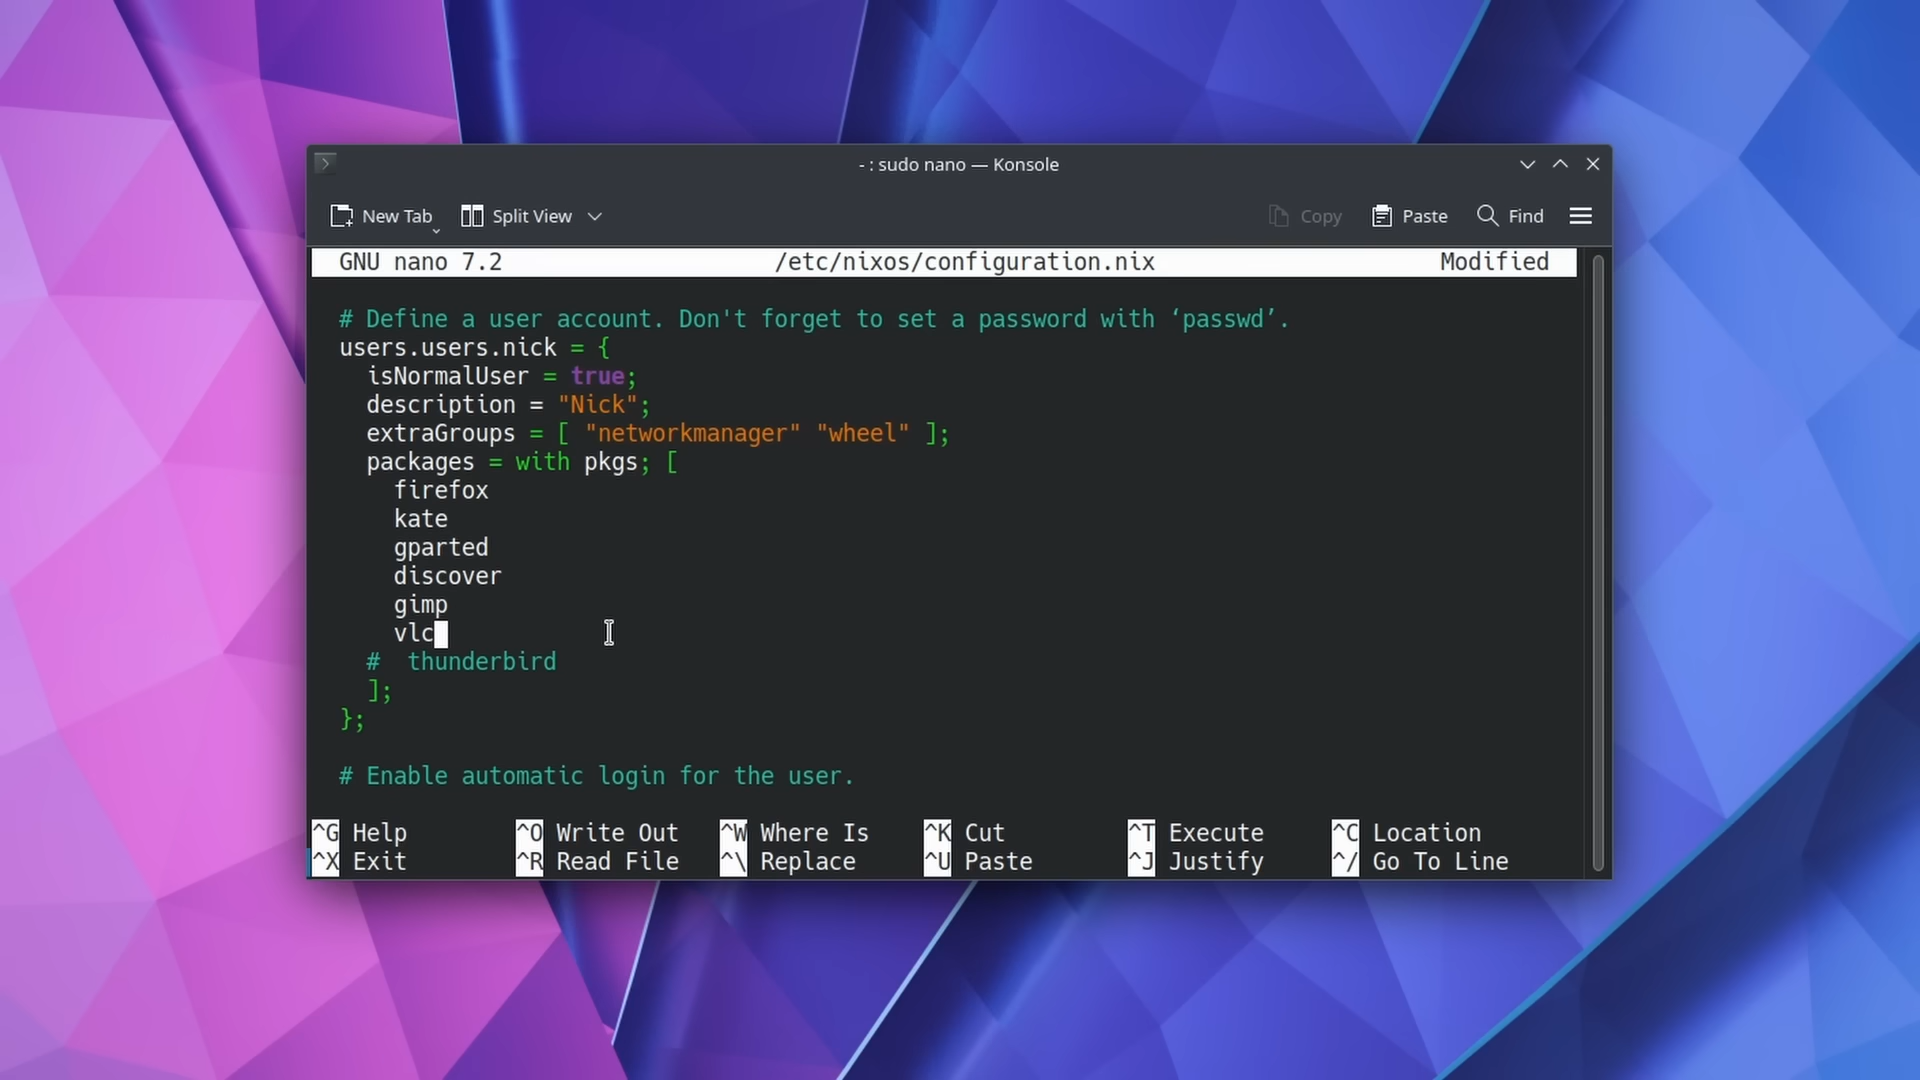 - : sudo nano — Konsole
New Tab Split View Copy Paste Find
GNU nano 7.2 /etc/nixos/configuration.nix Modified
# Define a user account. Don't forget to set a password with ‘passwd’.
users.users.nick = {
isNormalUser = true;
description = "Nick";
extraGroups = [ "networkmanager" "wheel" ];
packages = with pkgs; [
firefox
kate
gparted
discover
gimp
vlc
# thunderbird
];
};
# Enable automatic login for the user.
^G Help ^O Write Out ^W Where Is ^K Cut ^T Execute ^C Location
^X Exit ^R Read File ^\ Replace ^U Paste ^J Justify ^/ Go To Line